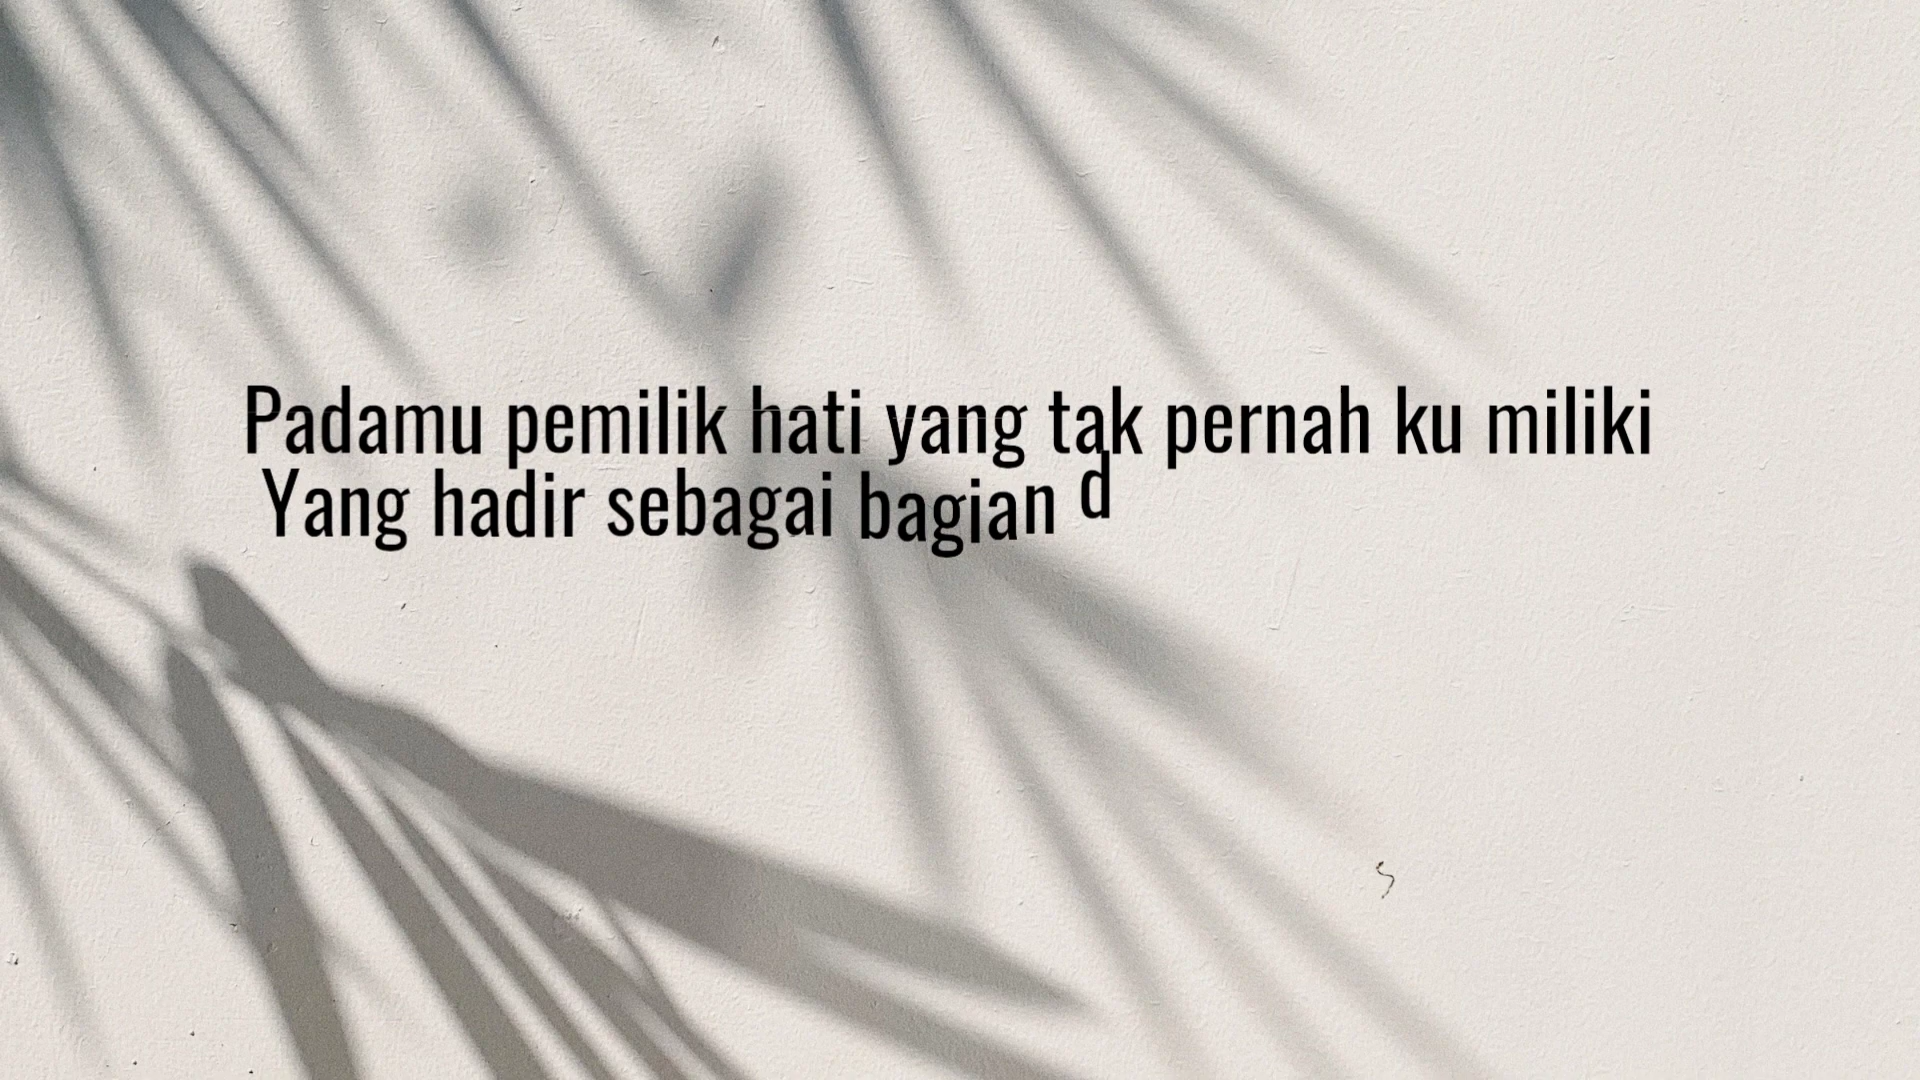 Padamu pemilik hati yang tak pernah ku miliki
Yang hadir sebagai bagian d